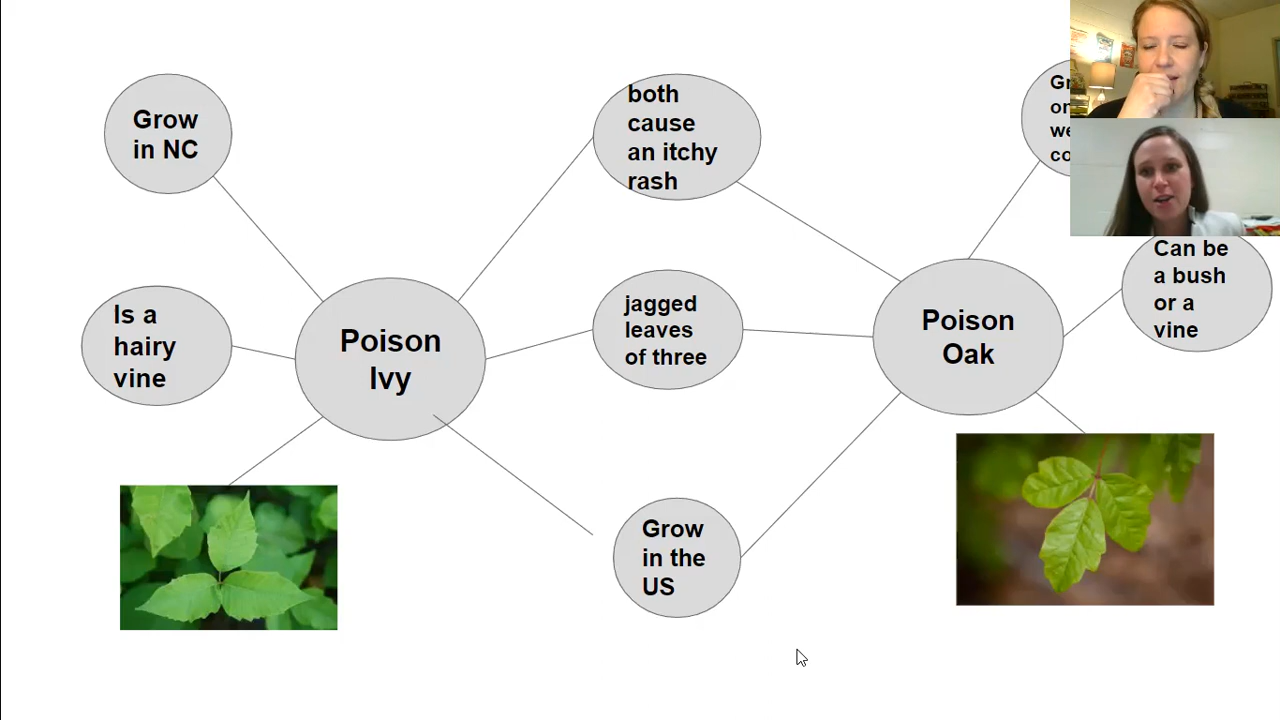 Grow
in NC
Is a
hairy
vine
Poison
Ivy
both
cause
an itchy
rash
jagged
leaves
of three
Grow
in the
US
Poison
Oak
Can be
a bush
or a
vine